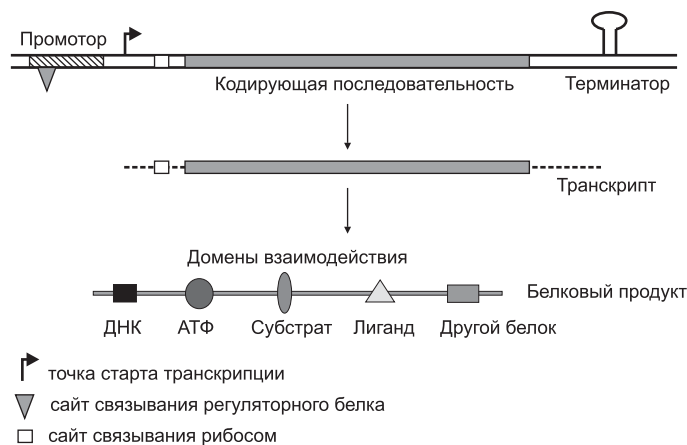 Промотор
Кодирующая последовательность
Терминатор
Транскрипт
Домены взаимодействия
Белковый продукт
ДНК АТФ Субстрат Лиганд Другой белок
точка старта транскрипции
сайт связывания регуляторного белка
сайт связывания рибосом